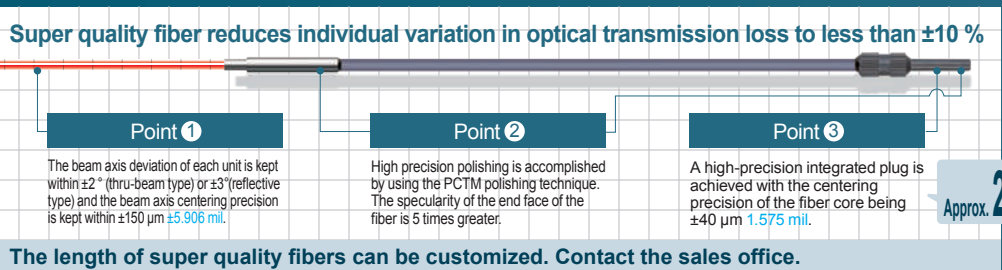 Super quality fiber reduces individual variation in optical transmission loss to less than ±10 %
Point 1
The beam axis deviation of each unit is kept
within ±2 ° (thru-beam type) or ±3°(reflective
type) and the beam axis centering precision
is kept within ±150 μm ±5.906 mil.
Point 2
High precision polishing is accomplished
by using the PCTM polishing technique.
The specularity of the end face of the
fiber is 5 times greater.
Point 3
A high-precision integrated plug is
achieved with the centering
precision of the fiber core being
±40 μm 1.575 mil.
Approx. 2
The length of super quality fibers can be customized. Contact the sales office.